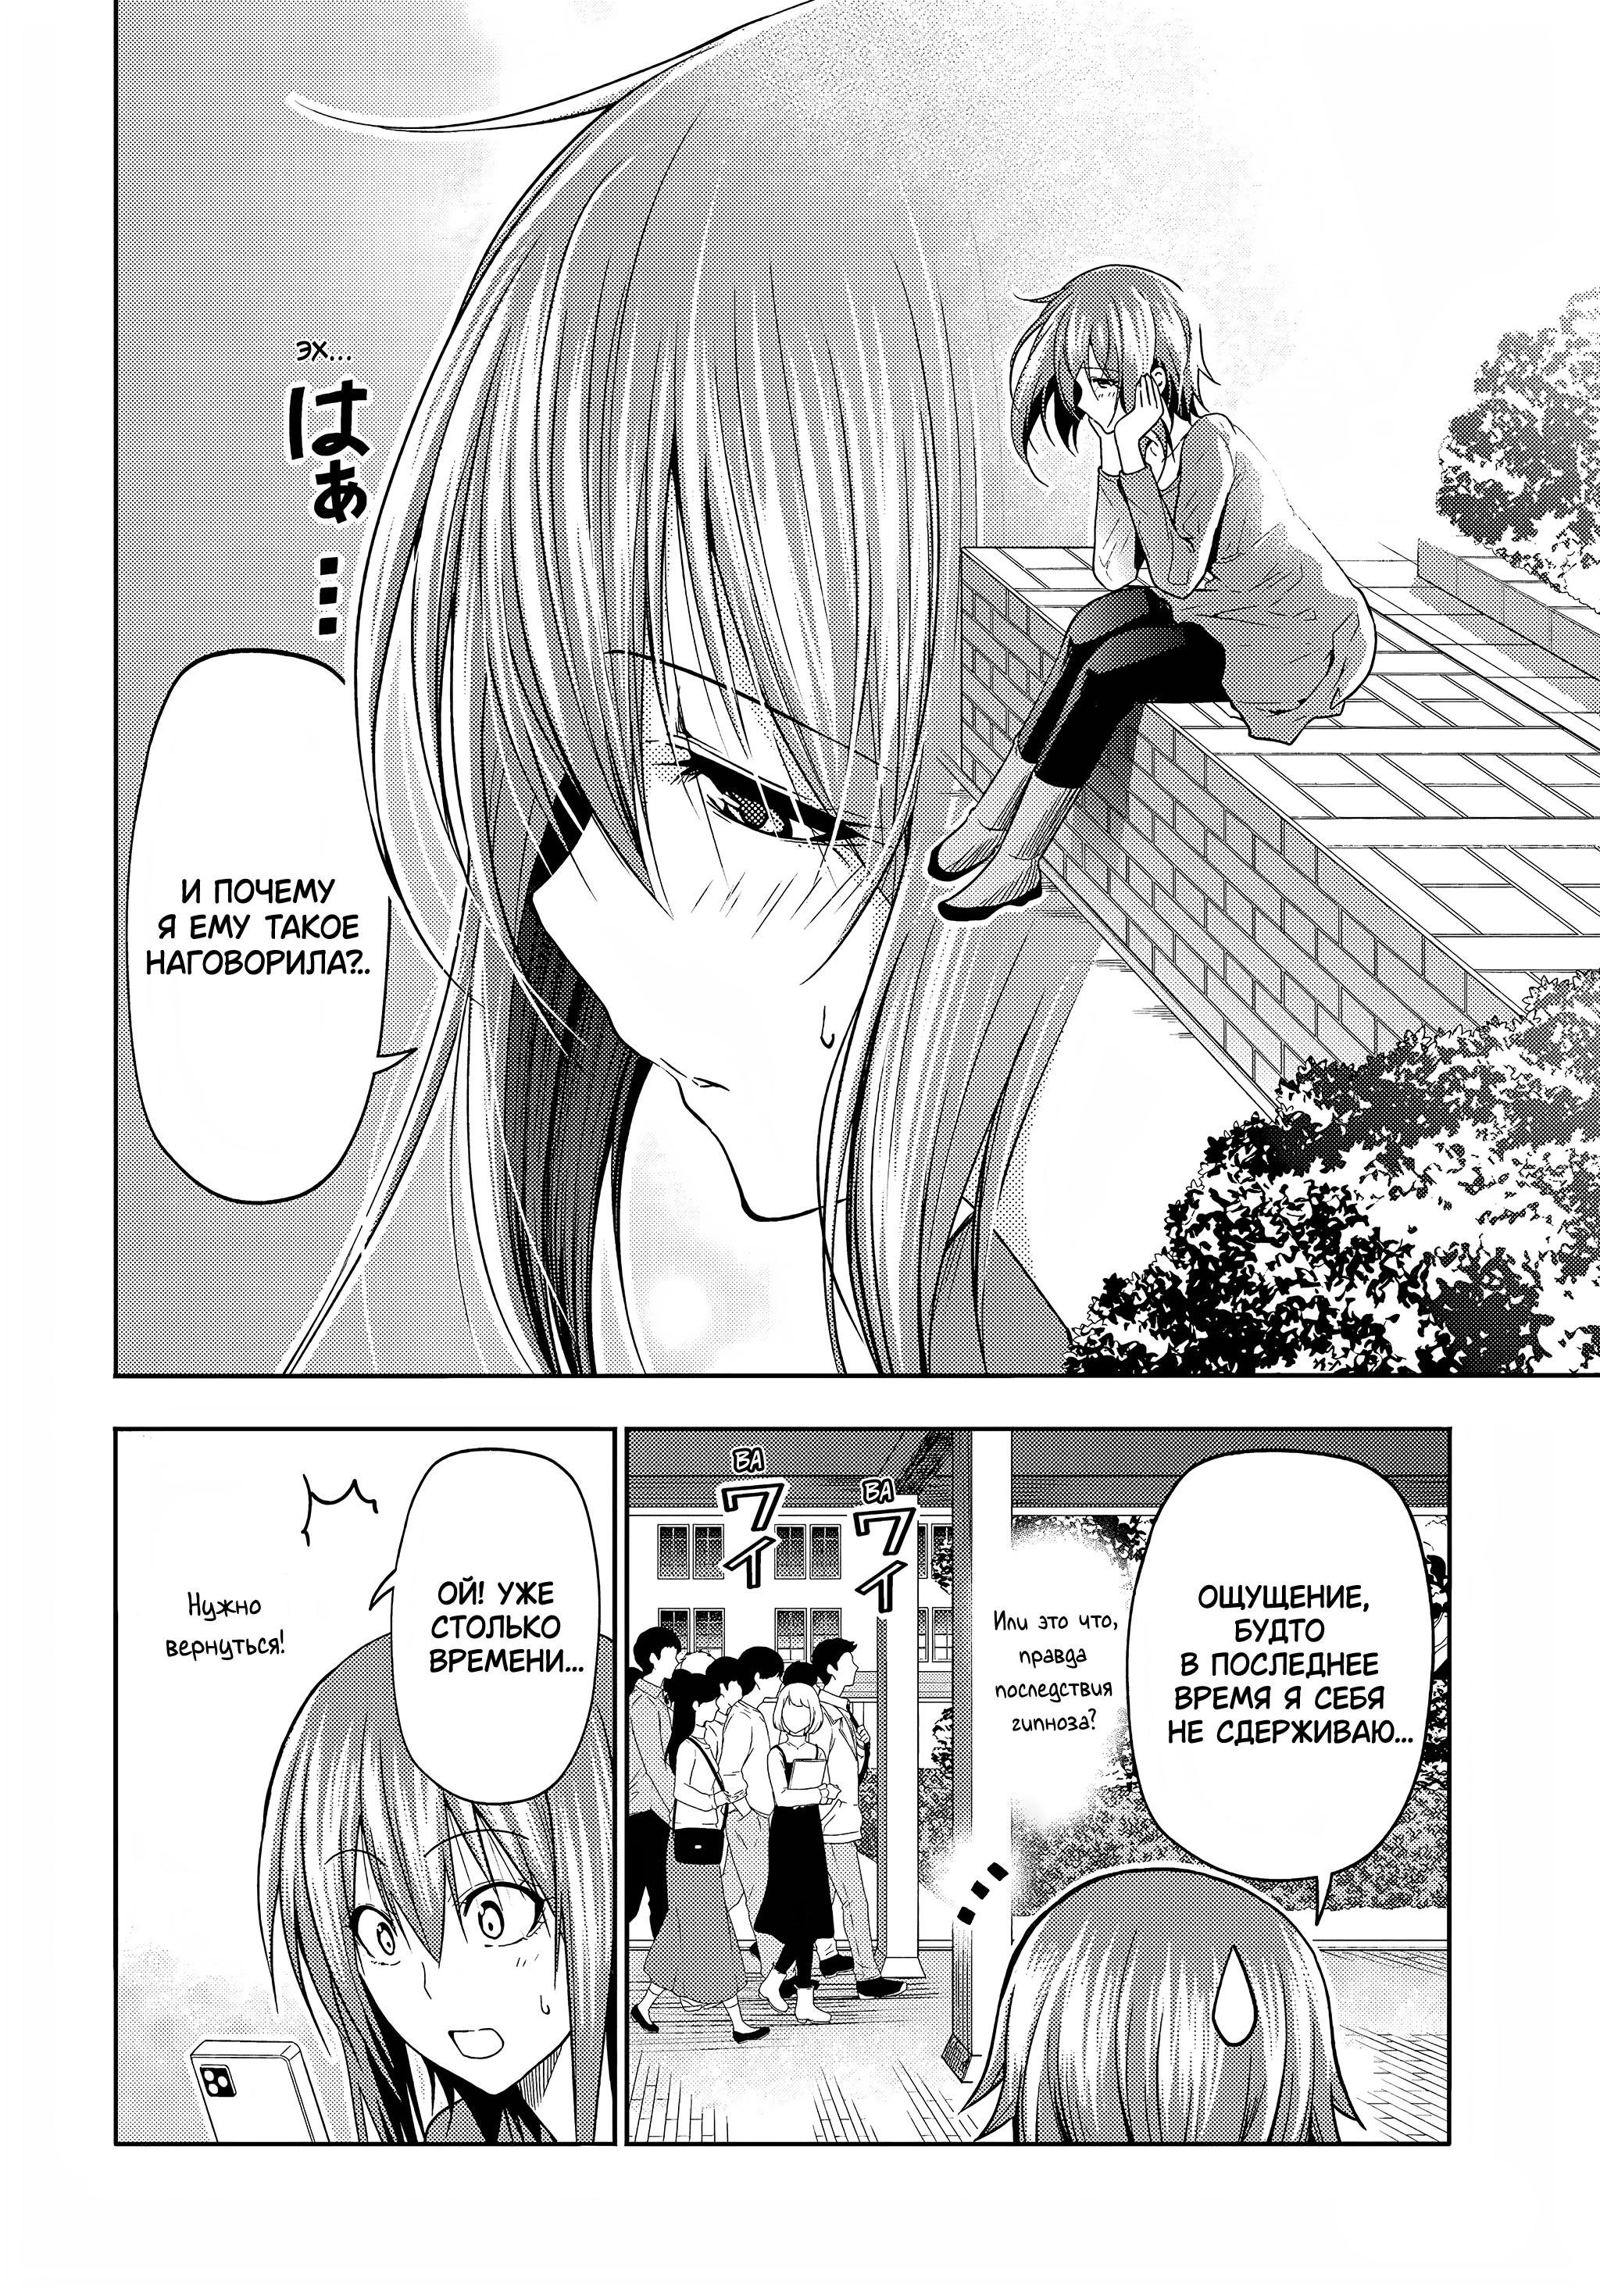 эх...
はぁ…
И ПОЧЕМУ
Я ЕМУ ТАКОЕ
НАГОВОРИЛА?..
ОЩУЩЕНИЕ,
БУДТО
В ПОСЛЕДНЕЕ
ВРЕМЯ Я СЕБЯ
НЕ СДЕРЖИВАЮ...
Или это что,
правда
последствия
гипноза?
…
ВА
ワイ
ВА
ワイ
ОЙ! УЖЕ
СТОЛЬКО
ВРЕМЕНИ...
Нужно
вернуться!